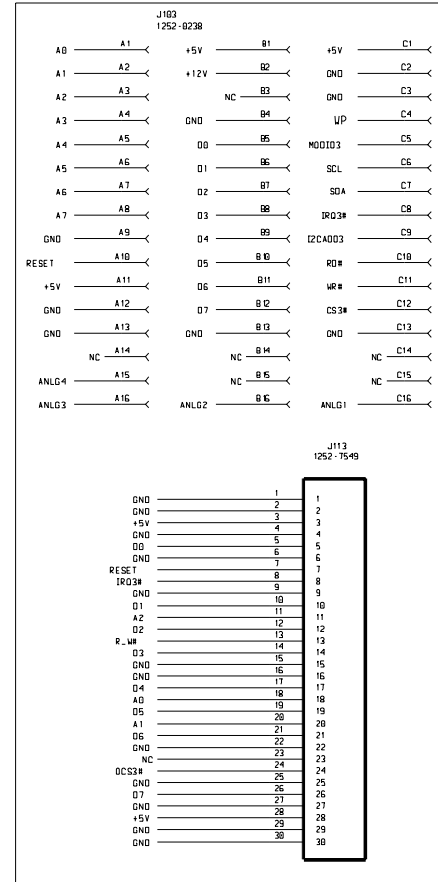 J103
1252-8238
A0 A1 +5V B1 +5V C1
A1 A2 +12V B2 GND C2
A2 A3 NC B3 GND C3
A3 A4 GND B4 WP C4
A4 A5 D0 B5 MODID3 C5
A5 A6 D1 B6 SCL C6
A6 A7 D2 B7 SDA C7
A7 A8 D3 B8 IRQ3# C8
GND A9 D4 B9 I2CADD3 C9
RESET A10 D5 B10 RD# C10
+5V A11 D6 B11 WR# C11
GND A12 D7 B12 CS3# C12
GND A13 GND B13 GND C13
NC A14 NC B14 NC C14
ANLG4 A15 NC B15 NC C15
ANLG3 A16 ANLG2 B16 ANLG1 C16
J113
1252-7549
GND 1 1
GND 2 2
+5V 3 3
GND 4 4
D0 5 5
GND 6 6
RESET 7 7
IRQ3# 8 8
GND 9 9
D1 10 10
A2 11 11
D2 12 12
R_W# 13 13
D3 14 14
GND 15 15
GND 16 16
D4 17 17
A0 18 18
D5 19 19
A1 20 20
D6 21 21
GND 22 22
NC 23 23
DCS3# 24 24
GND 25 25
D7 26 26
GND 27 27
+5V 28 28
GND 29 29
GND 30 30